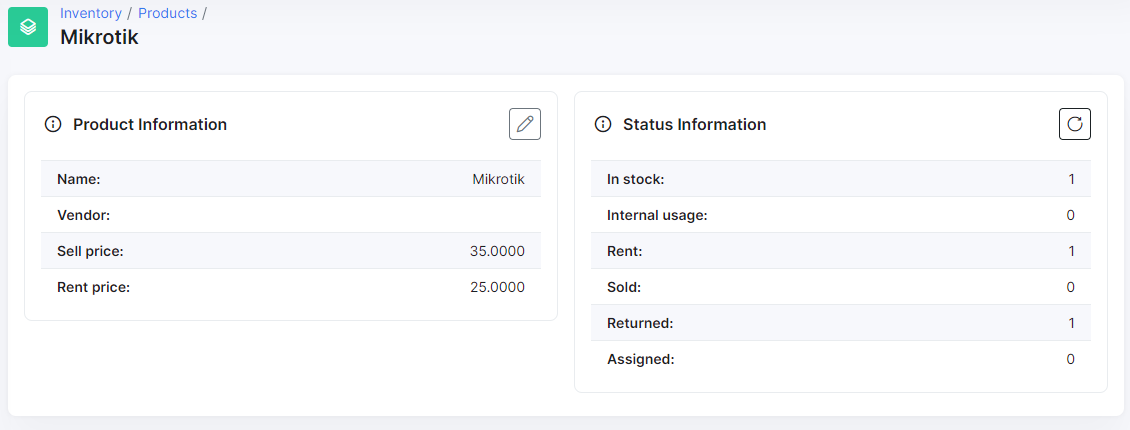 Inventory / Products /
Mikrotik
Product Information
Name: Mikrotik
Vendor:
Sell price: 35.0000
Rent price: 25.0000
Status Information
In stock: 1
Internal usage: 0
Rent: 1
Sold: 0
Returned: 1
Assigned: 0